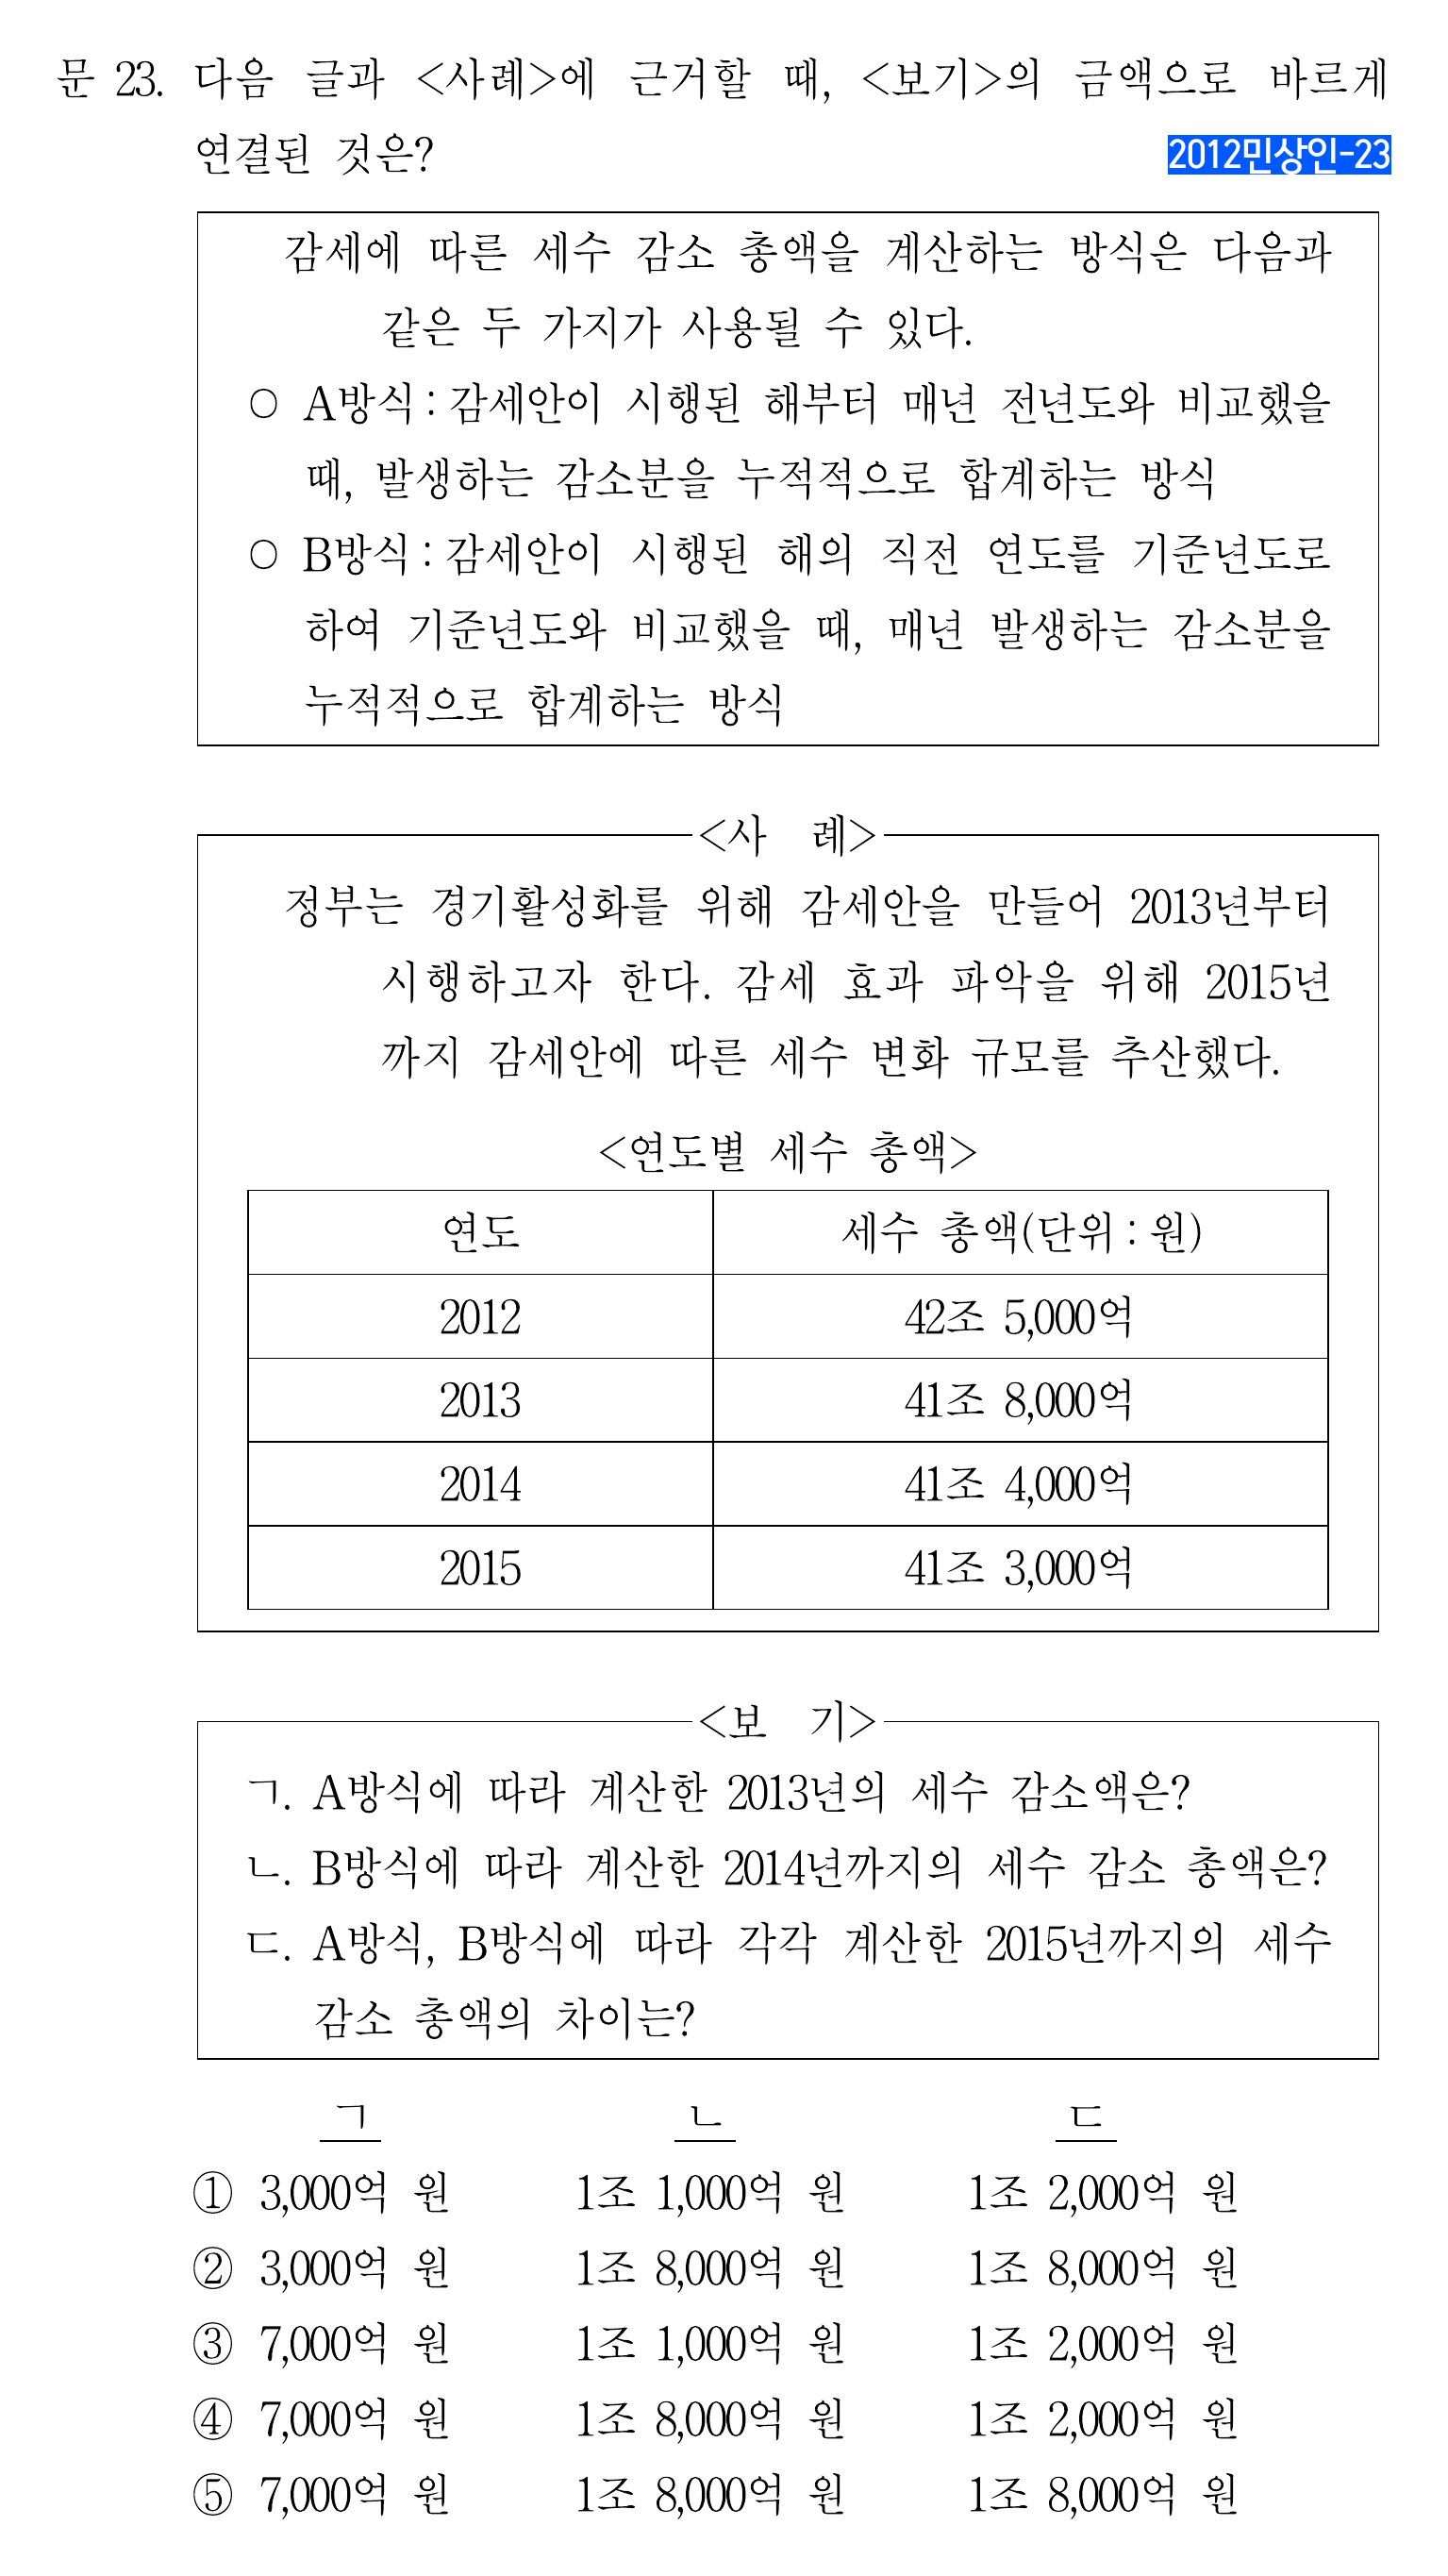 문 23. 다음 글과 <사례>에 근거할 때, <보기>의 금액으로 바르게
연결된 것은?
2012민상인-23
감세에 따른 세수 감소 총액을 계산하는 방식은 다음과
같은 두 가지가 사용될 수 있다.
○ A방식 : 감세안이 시행된 해부터 매년 전년도와 비교했을
때, 발생하는 감소분을 누적적으로 합계하는 방식
○ B방식 : 감세안이 시행된 해의 직전 연도를 기준년도로
하여 기준년도와 비교했을 때, 매년 발생하는 감소분을
누적적으로 합계하는 방식
<사 례>
정부는 경기활성화를 위해 감세안을 만들어 2013년부터
시행하고자 한다. 감세 효과 파악을 위해 2015년
까지 감세안에 따른 세수 변화 규모를 추산했다.
<연도별 세수 총액>
연도 세수 총액(단위 : 원)
2012 42조 5,000억
2013 41조 8,000억
2014 41조 4,000억
2015 41조 3,000억
<보 기>
ㄱ. A방식에 따라 계산한 2013년의 세수 감소액은?
ㄴ. B방식에 따라 계산한 2014년까지의 세수 감소 총액은?
ㄷ. A방식, B방식에 따라 각각 계산한 2015년까지의 세수
감소 총액의 차이는?
ㄱ ㄴ ㄷ
① 3,000억 원 1조 1,000억 원 1조 2,000억 원
② 3,000억 원 1조 8,000억 원 1조 8,000억 원
③ 7,000억 원 1조 1,000억 원 1조 2,000억 원
④ 7,000억 원 1조 8,000억 원 1조 2,000억 원
⑤ 7,000억 원 1조 8,000억 원 1조 8,000억 원